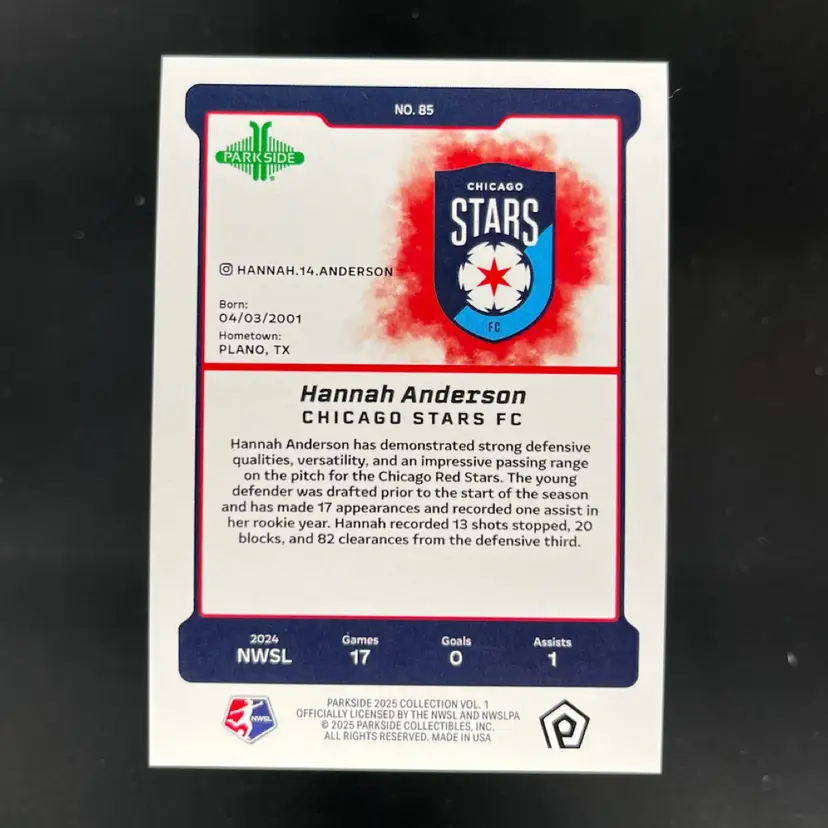 NO. 85
PARKSIDE
CHICAGO
STARS
FC
HANNAH.14.ANDERSON
Born:
04/03/2001
Hometown:
PLANO, TX
Hannah Anderson
CHICAGO STARS FC
Hannah Anderson has demonstrated strong defensive
qualities, versatility, and an impressive passing range
on the pitch for the Chicago Red Stars. The young
defender was drafted prior to the start of the season
and has made 17 appearances and recorded one assist in
her rookie year. Hannah recorded 13 shots stopped, 20
blocks, and 82 clearances from the defensive third.
2024 Games Goals Assists
NWSL 17 0 1
NWSL
PARKSIDE 2025 COLLECTION VOL. 1
OFFICIALLY LICENSED BY THE NWSL AND NWSLPA
© 2025 PARKSIDE COLLECTIBLES, INC.
ALL RIGHTS RESERVED. MADE IN USA